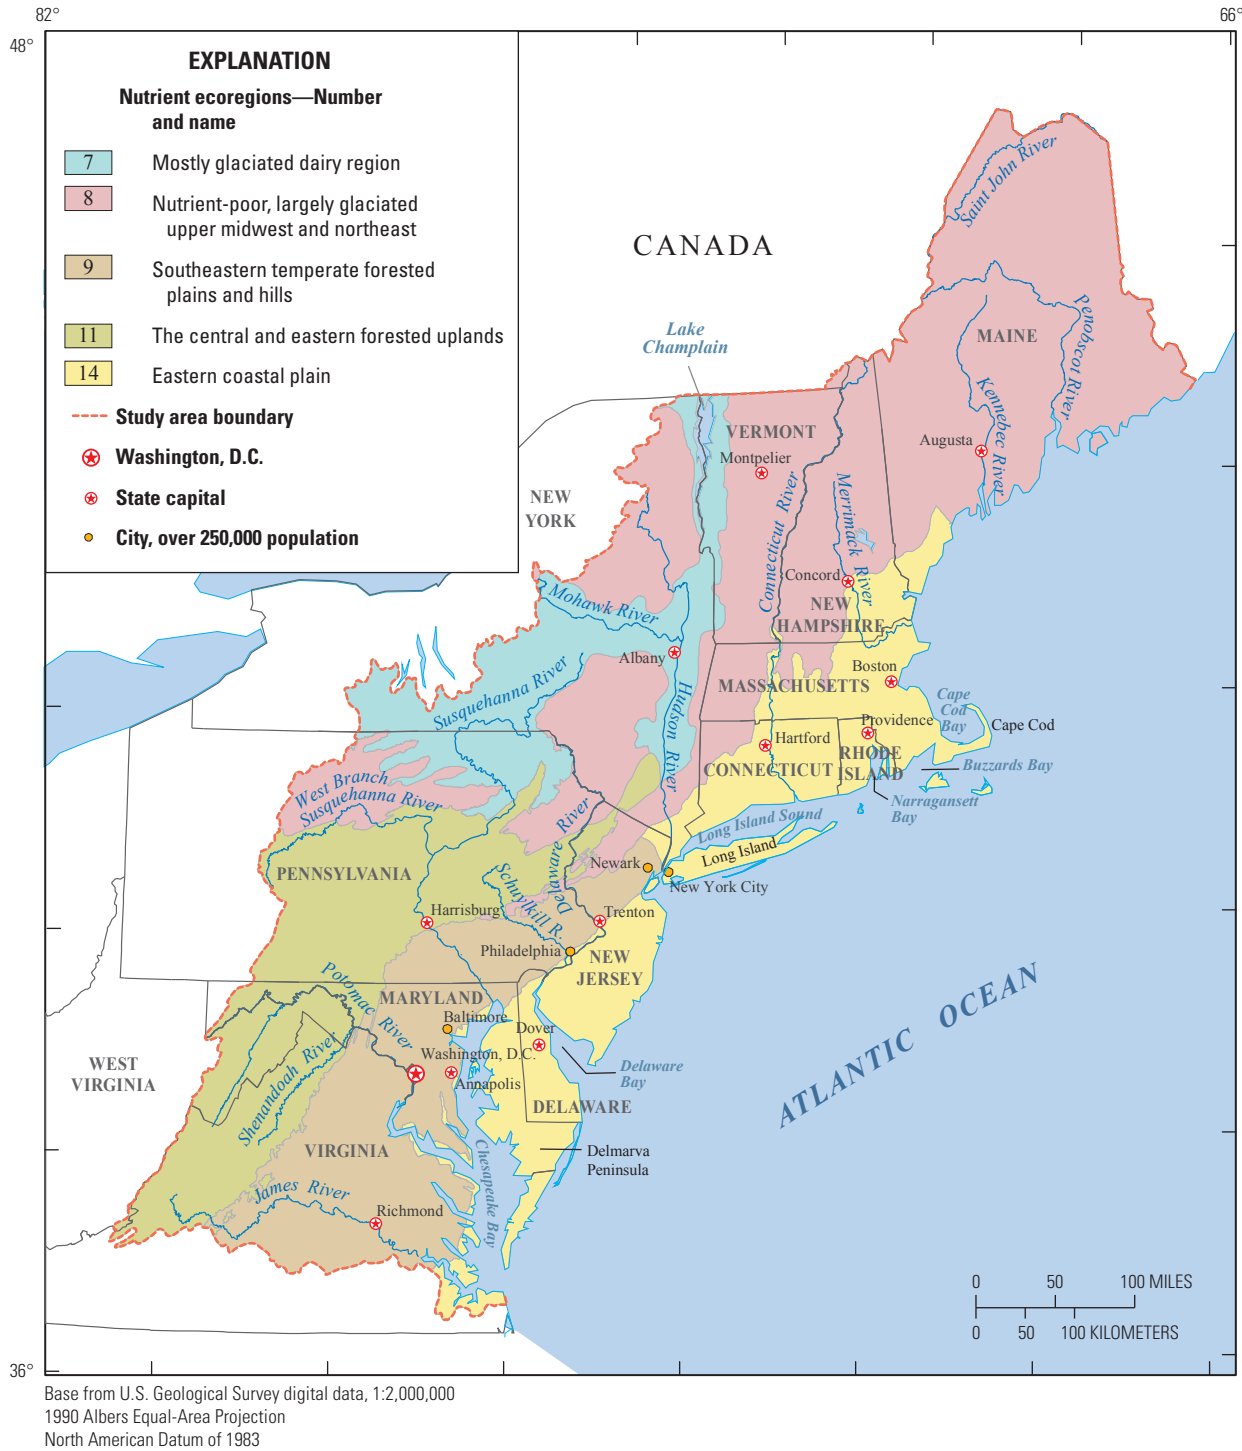 82°
66°
48°
EXPLANATION
Nutrient ecoregions—Number
and name
7 Mostly glaciated dairy region
8 Nutrient-poor, largely glaciated
upper midwest and northeast
9 Southeastern temperate forested
plains and hills
11 The central and eastern forested uplands
14 Eastern coastal plain
Study area boundary
Washington, D.C.
State capital
City, over 250,000 population
CANADA
Saint John River
Lake
Champlain
MAINE
Penobscot River
Kennebec River
Augusta
VERMONT
Montpelier
NEW
YORK
Connecticut River
Merrimack River
Concord
NEW
HAMPSHIRE
Mohawk River
Albany
Susquehanna River
Hudson River
Boston
MASSACHUSETTS
Cape
Cod
Bay
Cape Cod
Providence
Hartford
RHODE
ISLAND
CONNECTICUT
Buzzards Bay
Narragansett
Bay
West Branch
Susquehanna River
Long Island Sound
Long Island
Delaware River
Newark
New York City
PENNSYLVANIA
Schuylkill R.
Harrisburg
Trenton
Philadelphia
NEW
JERSEY
Potomac River
MARYLAND
Baltimore
Dover
Washington, D.C.
Annapolis
Delaware
Bay
DELAWARE
ATLANTIC OCEAN
WEST
VIRGINIA
Shenandoah River
VIRGINIA
Delmarva
Peninsula
Chesapeake Bay
James River
Richmond
0 50 100 MILES
0 50 100 KILOMETERS
36°
Base from U.S. Geological Survey digital data, 1:2,000,000
1990 Albers Equal-Area Projection
North American Datum of 1983